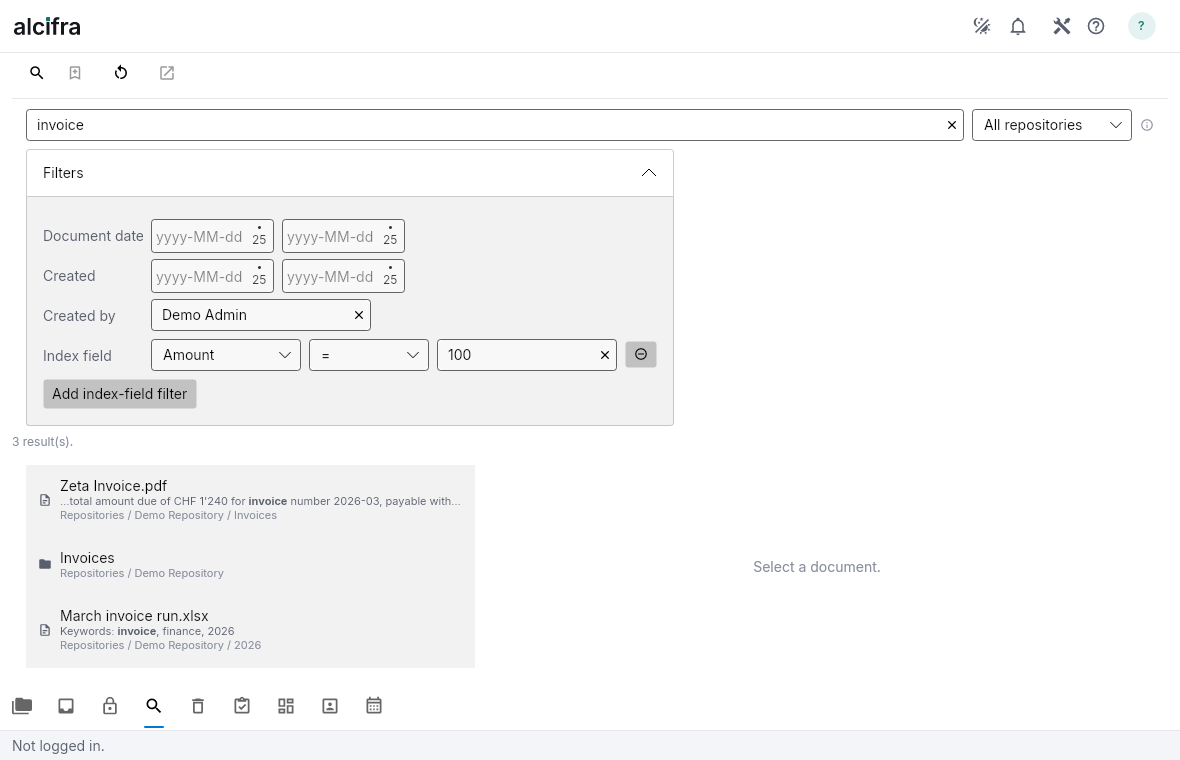 alcifra
?
invoice
All repositories
Filters
Document date yyyy-MM-dd 25 yyyy-MM-dd 25
Created yyyy-MM-dd 25 yyyy-MM-dd 25
Created by Demo Admin
Index field Amount = 100
Add index-field filter
3 result(s).
Zeta Invoice.pdf
...total amount due of CHF 1'240 for invoice number 2026-03, payable with...
Repositories / Demo Repository / Invoices
Invoices
Repositories / Demo Repository
Select a document.
March invoice run.xlsx
Keywords: invoice, finance, 2026
Repositories / Demo Repository / 2026
Not logged in.